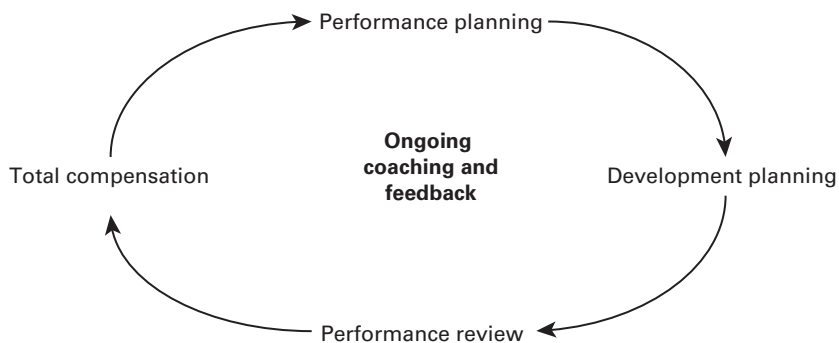 Performance planning
Ongoing
coaching and
feedback
Total compensation
Development planning
Performance review